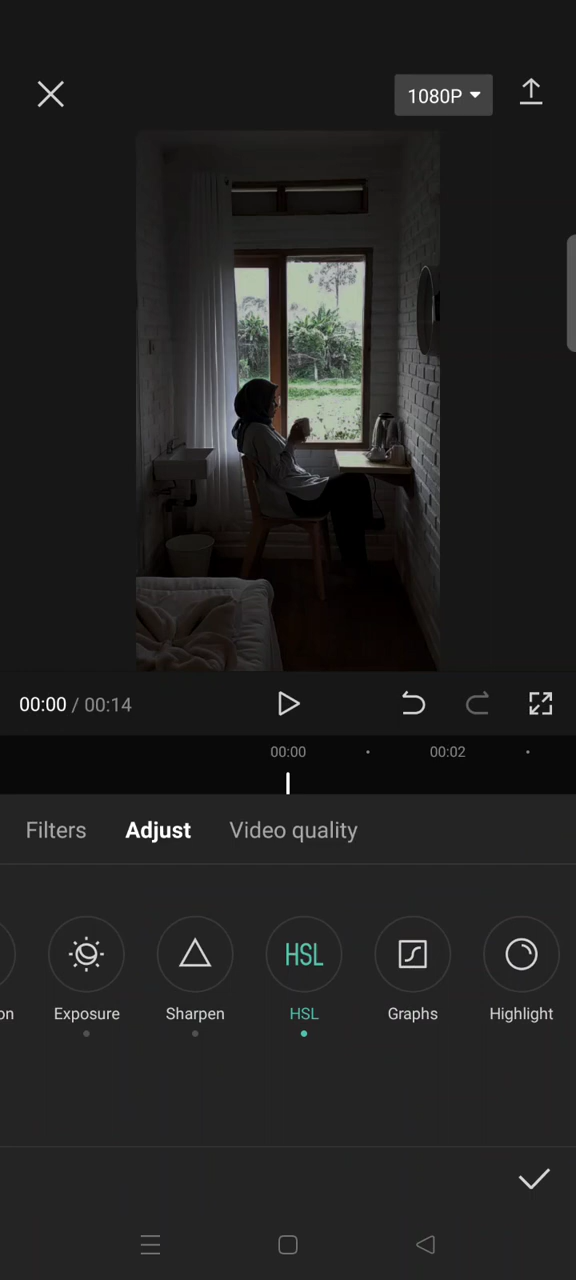 1080P
00:00 / 00:14
00:00 00:02
Filters Adjust Video quality
HSL
on Exposure Sharpen HSL Graphs Highlight